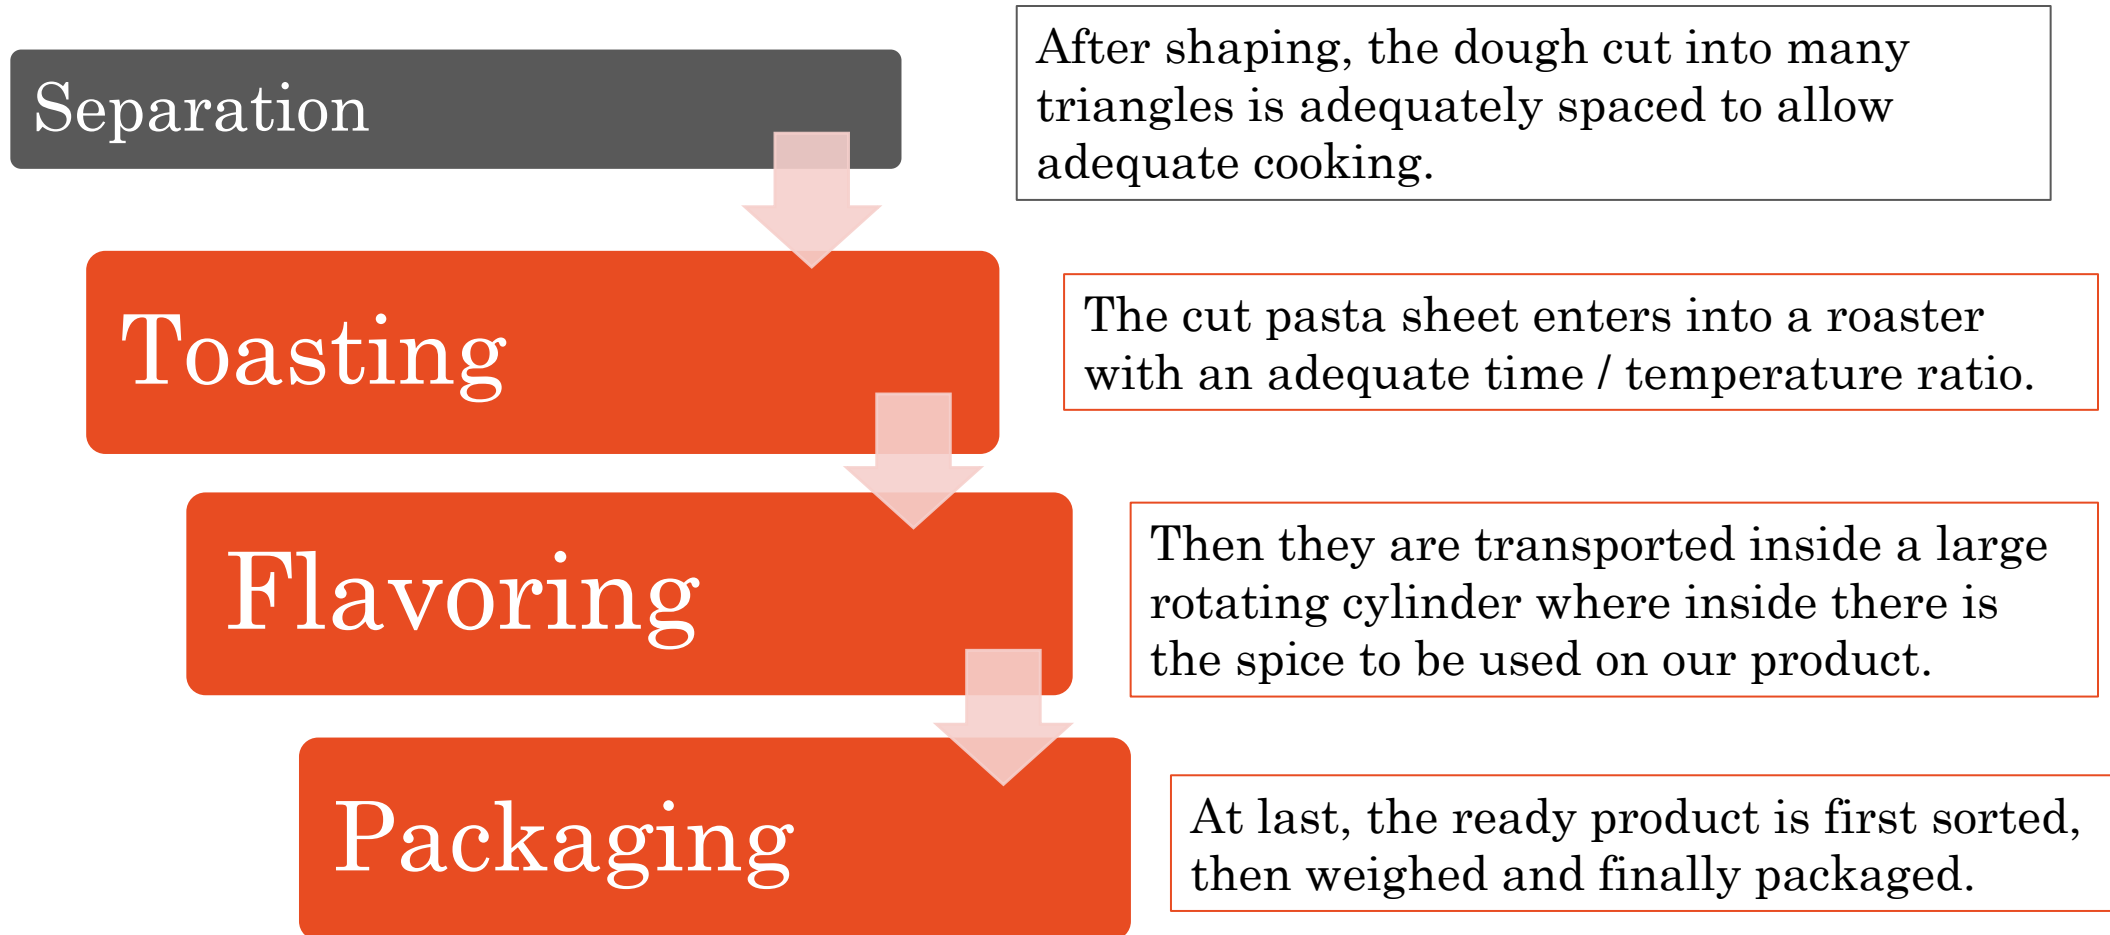 Separation
After shaping, the dough cut into many
triangles is adequately spaced to allow
adequate cooking.
Toasting
The cut pasta sheet enters into a roaster
with an adequate time / temperature ratio.
Flavoring
Then they are transported inside a large
rotating cylinder where inside there is
the spice to be used on our product.
Packaging
At last, the ready product is first sorted,
then weighed and finally packaged.